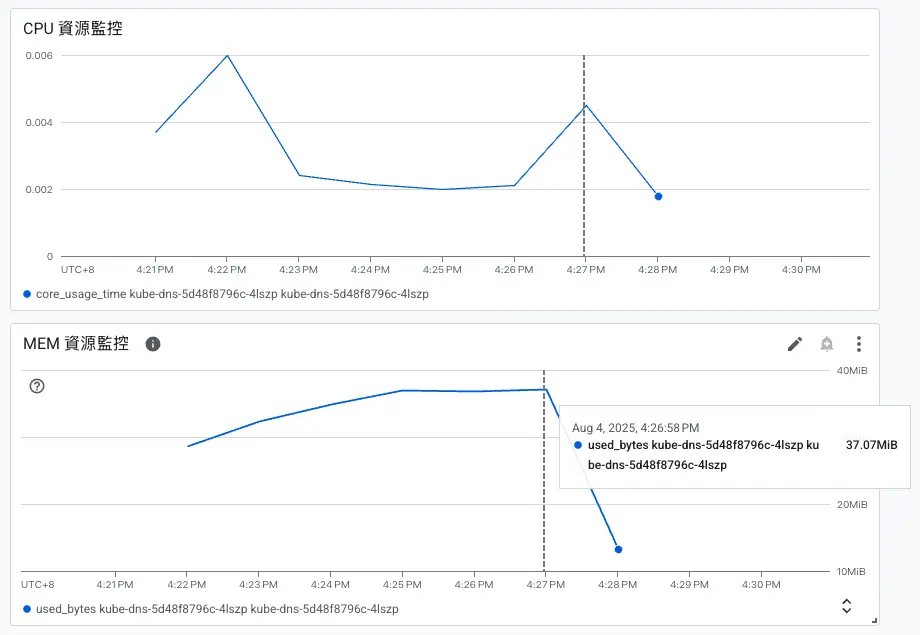 CPU 資源監控
0.006
0.004
0.002
0
UTC+8 4:21 PM 4:22 PM 4:23 PM 4:24 PM 4:25 PM 4:26 PM 4:27 PM 4:28 PM 4:29 PM 4:30 PM
core_usage_time kube-dns-5d48f8796c-4lszp kube-dns-5d48f8796c-4lszp
MEM 資源監控
40MiB
Aug 4, 2025, 4:26:58 PM
used_bytes kube-dns-5d48f8796c-4lszp ku 37.07MiB
be-dns-5d48f8796c-4lszp
20MiB
10MiB
UTC+8 4:21 PM 4:22 PM 4:23 PM 4:24 PM 4:25 PM 4:26 PM 4:27 PM 4:28 PM 4:29 PM 4:30 PM
used_bytes kube-dns-5d48f8796c-4lszp kube-dns-5d48f8796c-4lszp